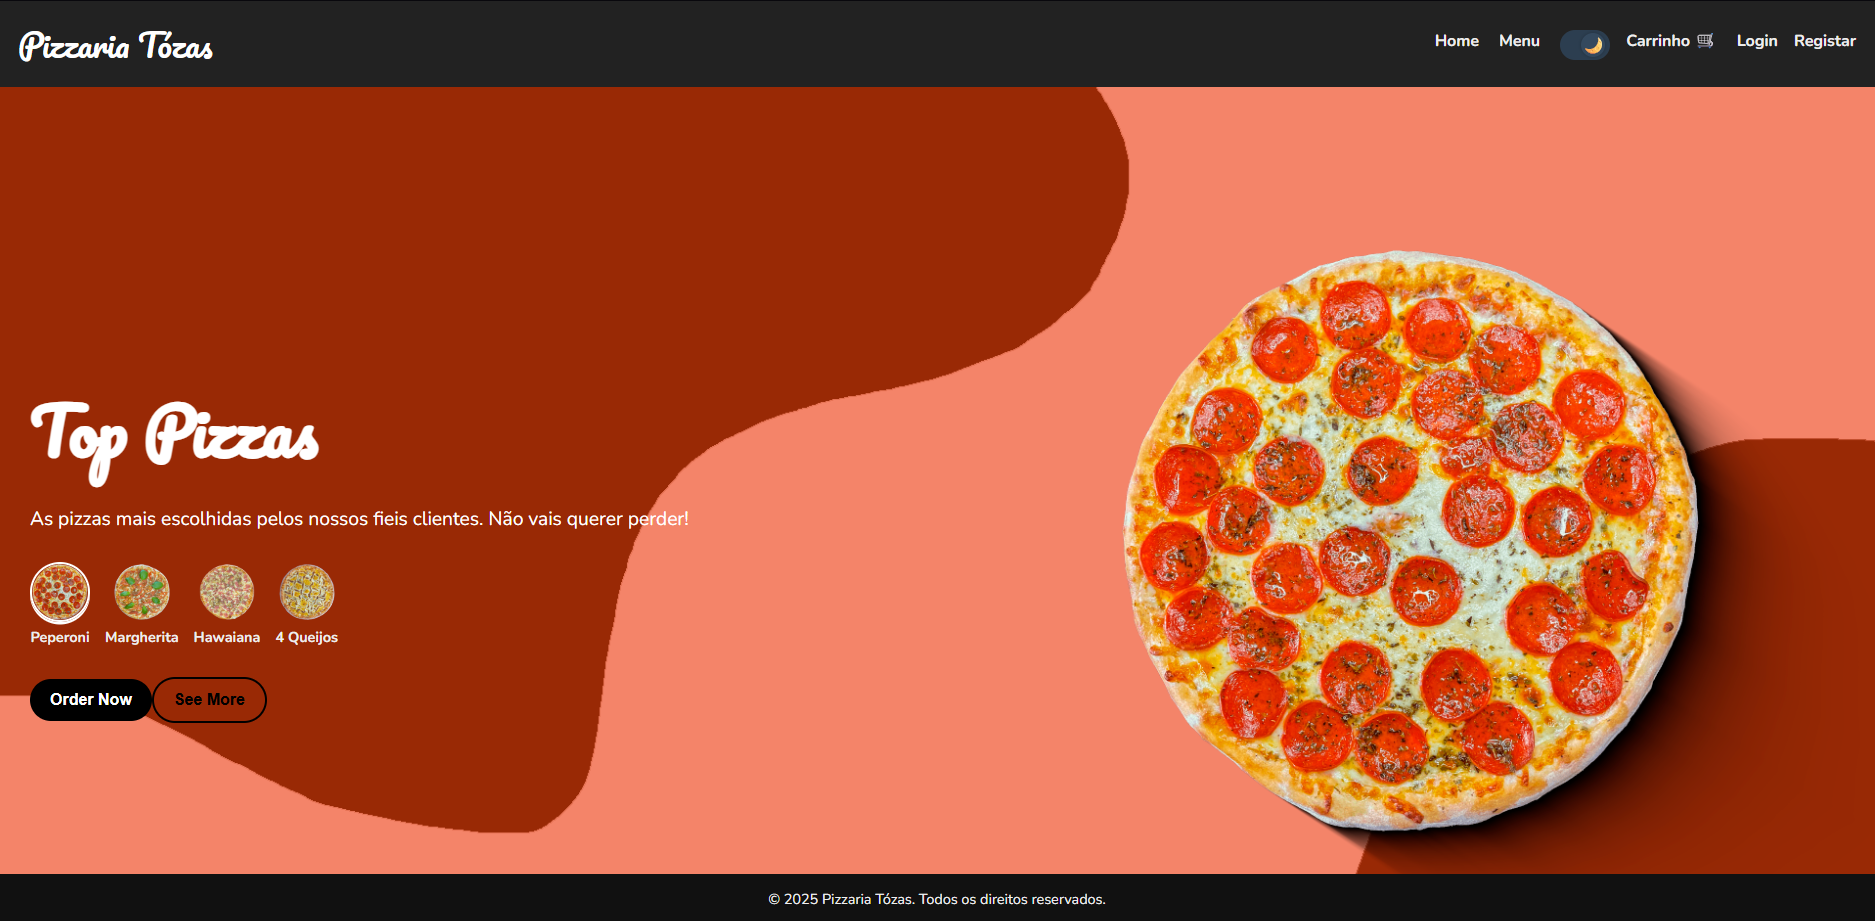 Pizzaria Tózas
Home Menu Carrinho Login Registar
Top Pizzas
As pizzas mais escolhidas pelos nossos fieis clientes. Não vais querer perder!
Peperoni Margherita Hawaiana 4 Queijos
Order Now See More
© 2025 Pizzaria Tózas. Todos os direitos reservados.